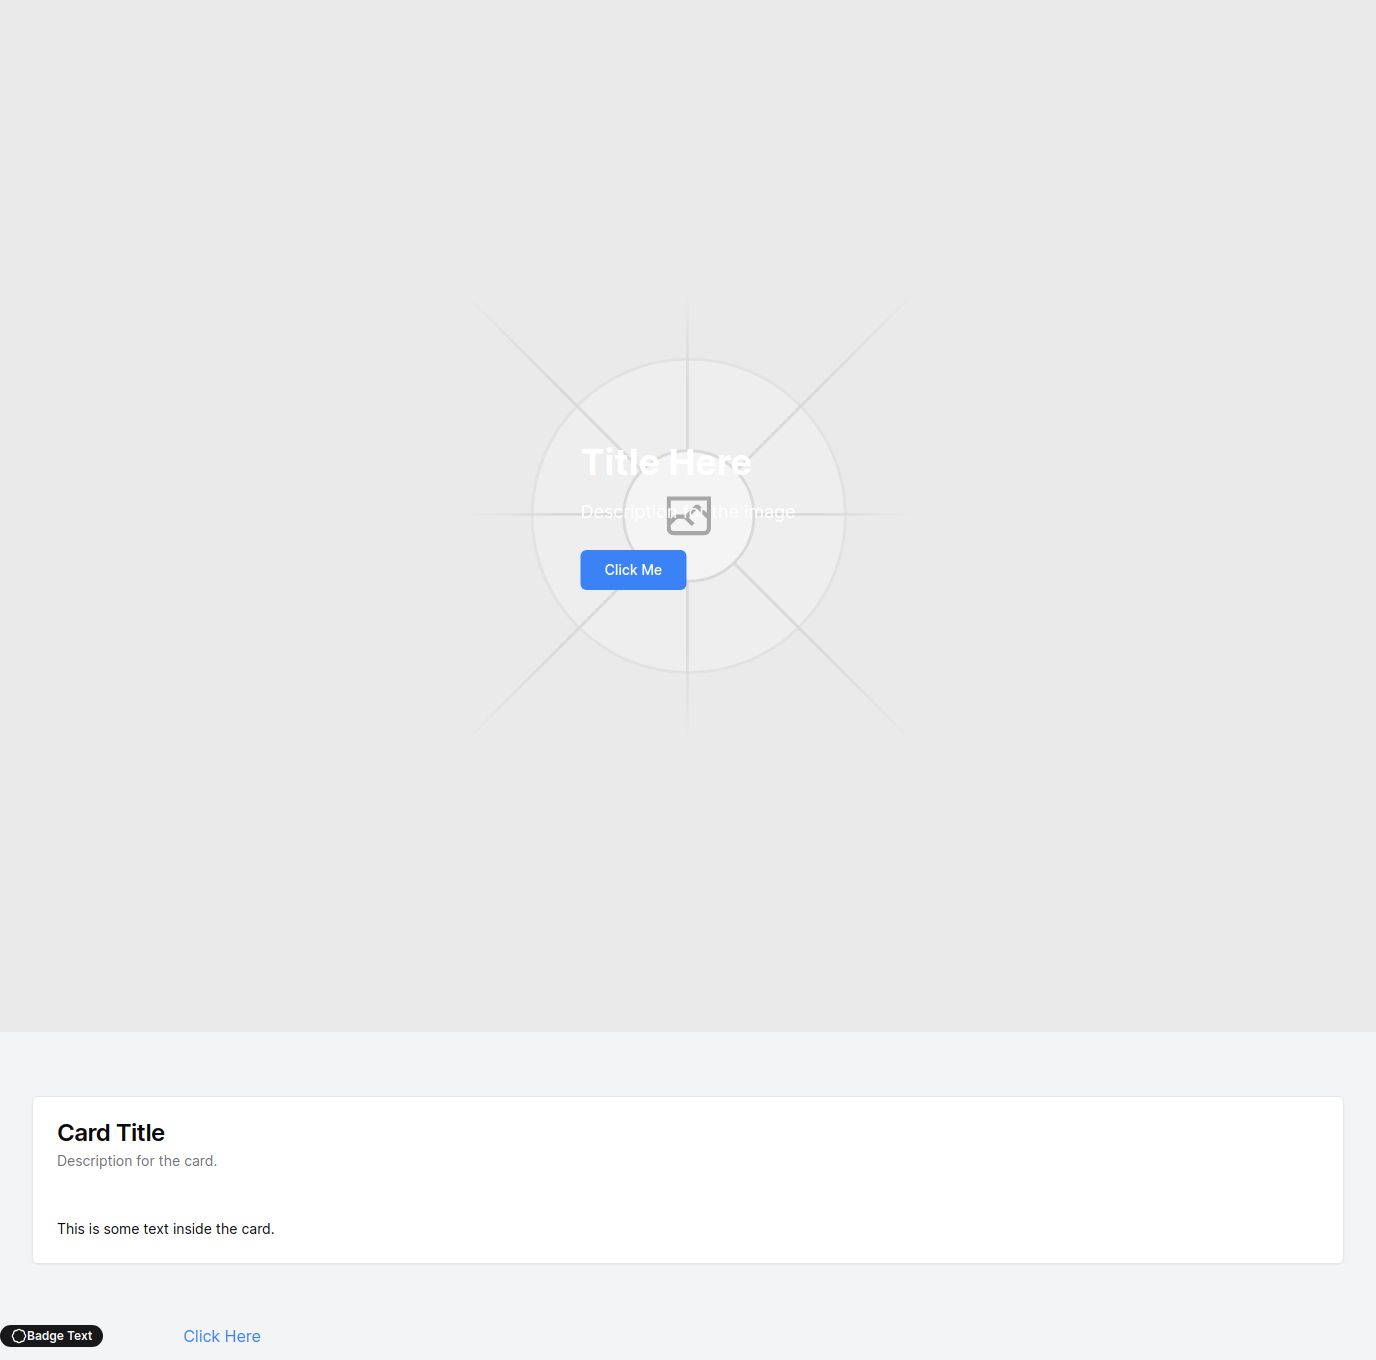 Title Here
Description for the image
Click Me
Card Title
Description for the card.
This is some text inside the card.
Badge Text
Click Here